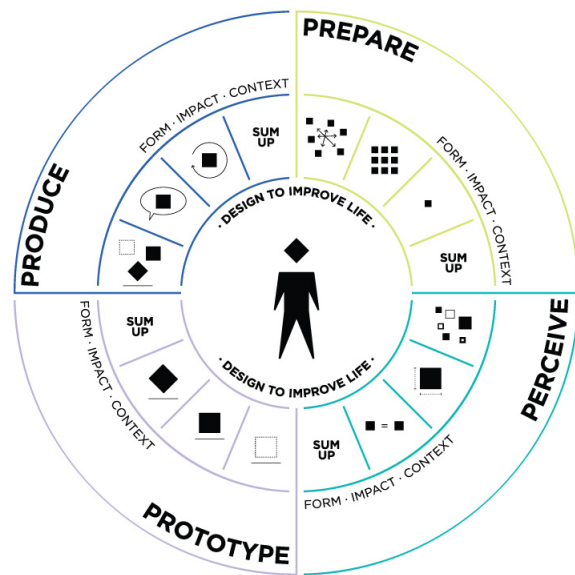 PREPARE
FORM · IMPACT · CONTEXT
SUM
UP
PERCEIVE
FORM · IMPACT · CONTEXT
SUM
UP
PROTOTYPE
FORM · IMPACT · CONTEXT
SUM
UP
PRODUCE
FORM · IMPACT · CONTEXT
SUM
UP
· DESIGN TO IMPROVE LIFE ·
· DESIGN TO IMPROVE LIFE ·